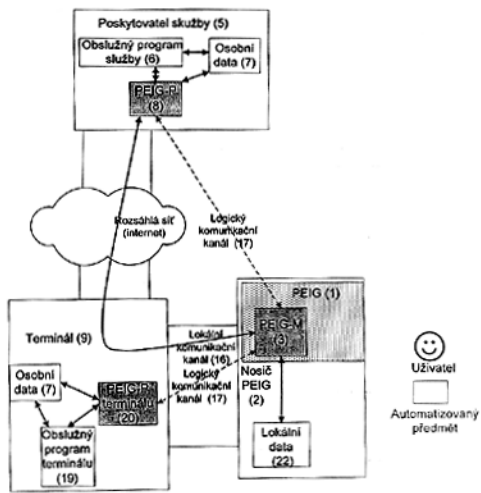 Poskytovatel skužby (5)
Obslužný program
služby (6)
Osobní
data (7)
PEIG-P
(8)
Rozsáhlá síť
(internet)
Logický
komunikační
kanál (17)
PEIG (1)
PEIG-M
(3)
Terminál (9)
Lokální
komunikační
kanál (16)
Logický
komunikační
kanál (17)
Nosič
PEIG
(2)
Osobní
data (7)
PEIG-P
terminálu
(20)
Obslužný
program
terminálu
(19)
Lokální
data
(22)
Uživatel
Automatizovaný
předmět